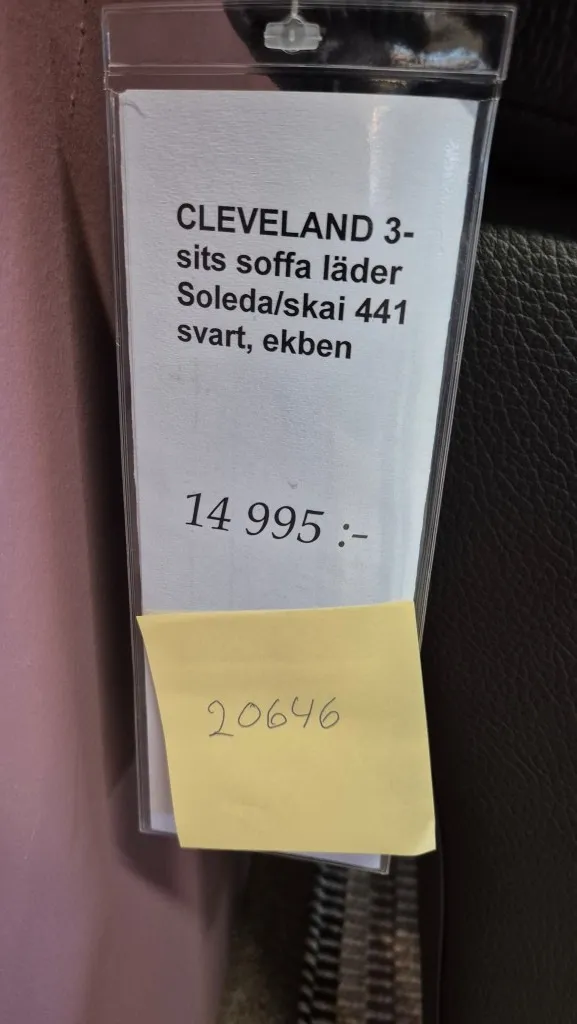 CLEVELAND 3-
sits soffa läder
Soleda/skai 441
svart, ekben
14 995 :-
20646